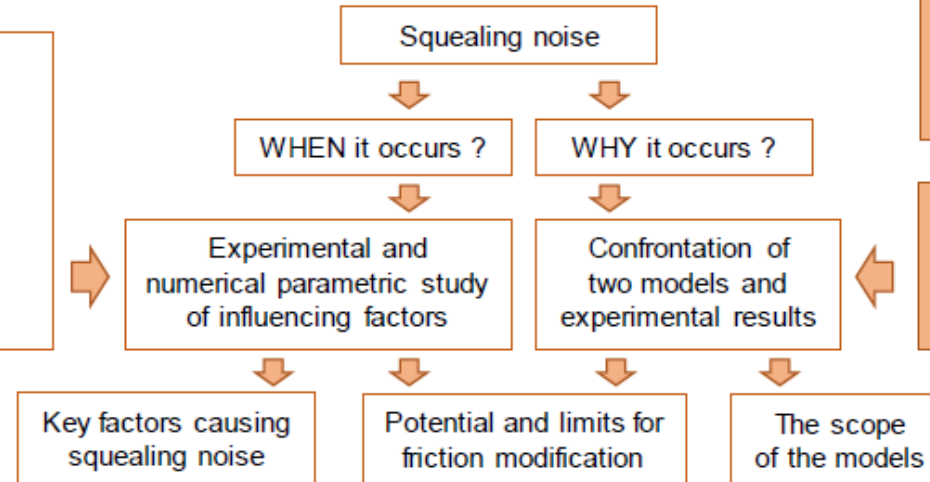 Squealing noise
WHEN it occurs ?
WHY it occurs ?
Experimental and
numerical parametric study
of influencing factors
Confrontation of
two models and
experimental results
Key factors causing
squealing noise
Potential and limits for
friction modification
The scope
of the models